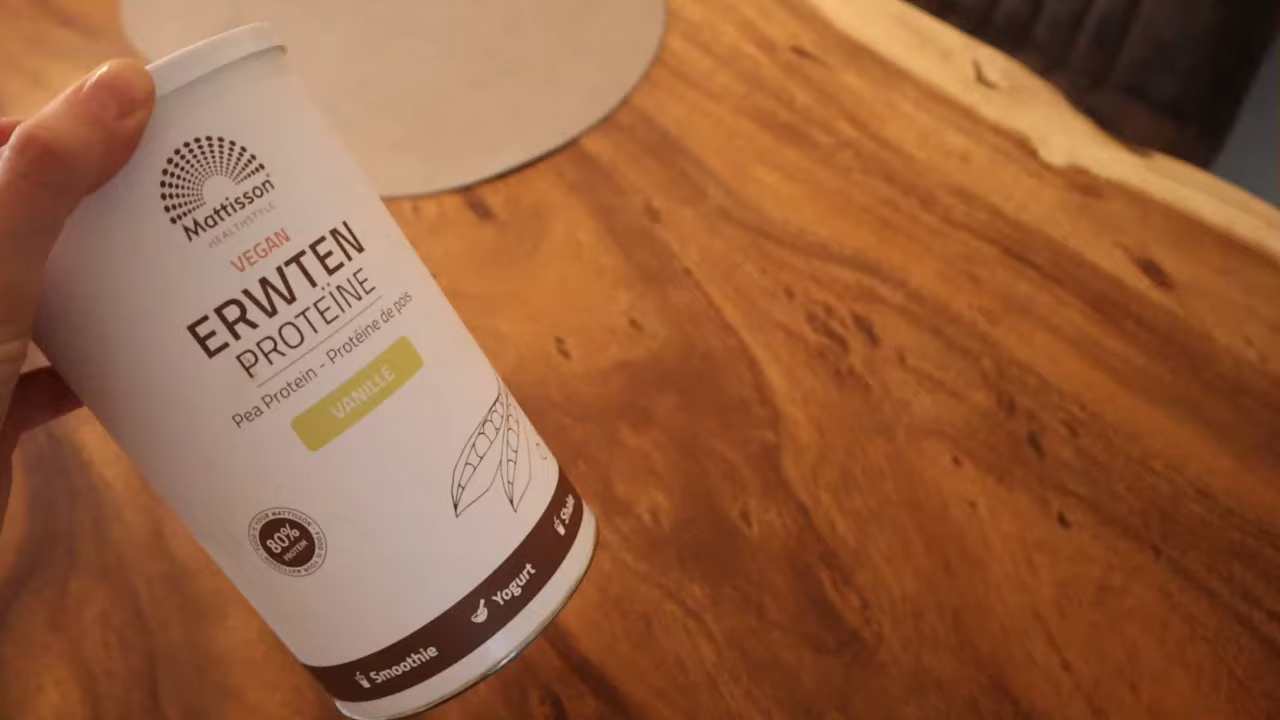 Mattisson
HEALTHSTYLE
VEGAN
ERWTEN
PROTEÏNE
Pea Protein - Protéine de pois
VANILLE
80%
PROTEIN
Smoothie
Yogurt
Shake